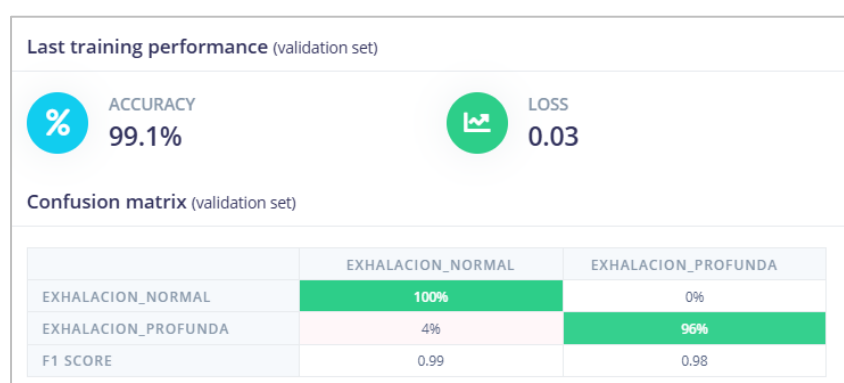 Last training performance (validation set)
% ACCURACY LOSS
99.1% 0.03
Confusion matrix (validation set)
EXHALACION_NORMAL EXHALACION_PROFUNDA
EXHALACION_NORMAL 100% 0%
EXHALACION_PROFUNDA 4% 96%
F1 SCORE 0.99 0.98